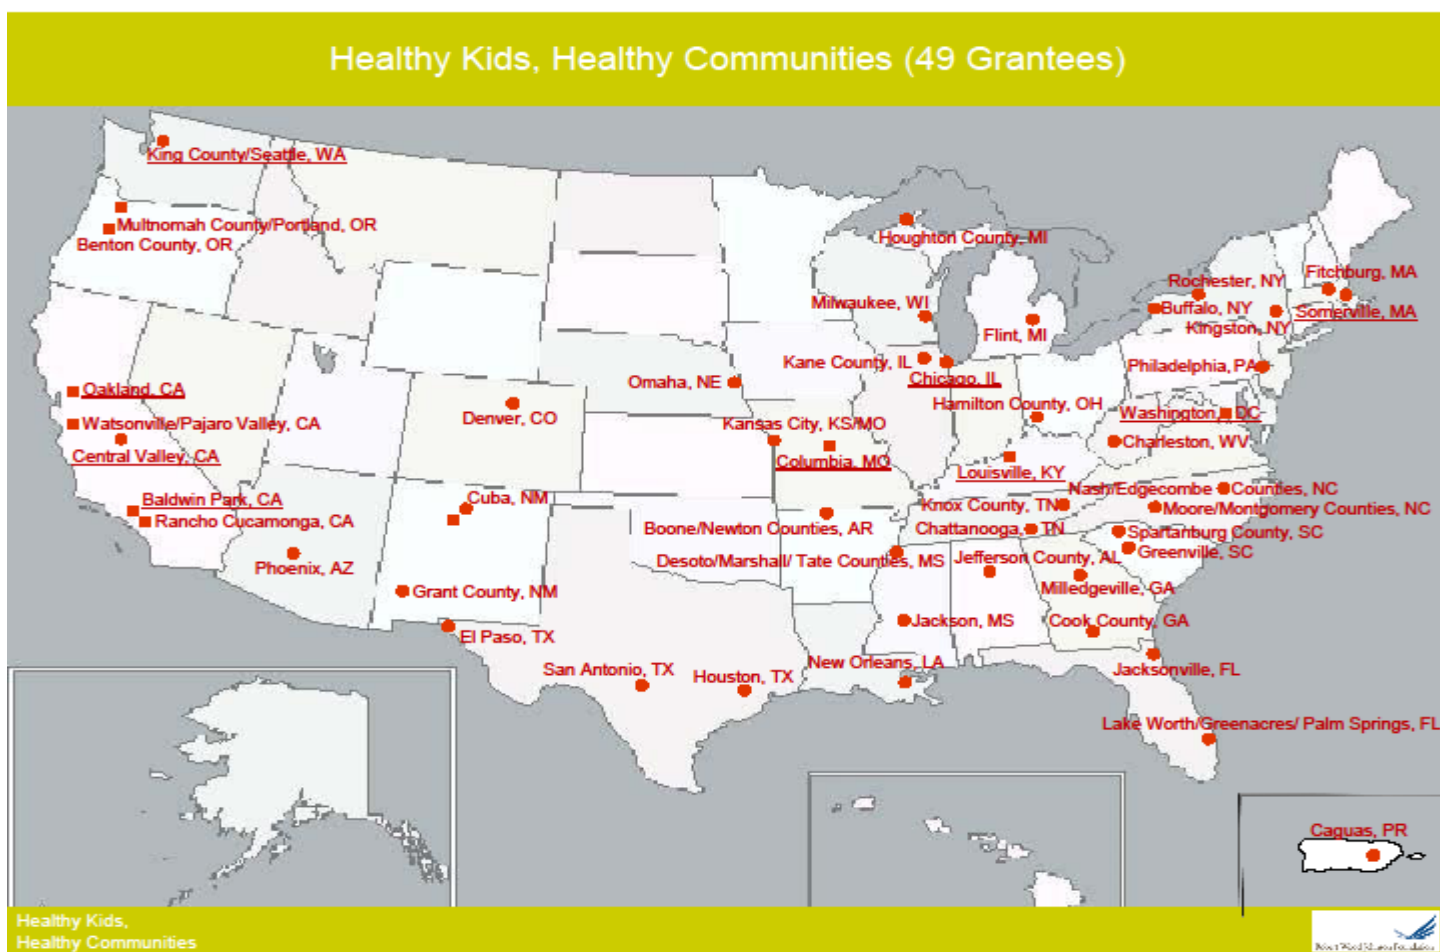 Healthy Kids, Healthy Communities (49 Grantees)
King County/Seattle, WA
Multnomah County/Portland, OR
Benton County, OR
Houghton County, MI
Fitchburg, MA
Rochester, NY
Milwaukee, WI
Buffalo, NY
Somerville, MA
Flint, MI
Kingston, NY
Kane County, IL
Philadelphia, PA
Chicago, IL
Omaha, NE
Oakland, CA
Hamilton County, OH
Denver, CO
Washington, DC
Watsonville/Pajaro Valley, CA
Kansas City, KS/MO
Charleston, WV
Central Valley, CA
Columbia, MO
Louisville, KY
Nash/Edgecombe Counties, NC
Baldwin Park, CA
Cuba, NM
Knox County, TN
Moore/Montgomery Counties, NC
Rancho Cucamonga, CA
Boone/Newton Counties, AR
Chattanooga, TN
Spartanburg County, SC
Greenville, SC
Phoenix, AZ
Desoto/Marshall/ Tate Counties, MS
Jefferson County, AL
Milledgeville, GA
Grant County, NM
Jackson, MS
Cook County, GA
El Paso, TX
New Orleans, LA
Jacksonville, FL
San Antonio, TX
Houston, TX
Lake Worth/Greenacres/ Palm Springs, FL
Caguas, PR
Healthy Kids,
Healthy Communities
Robert Wood Johnson Foundation